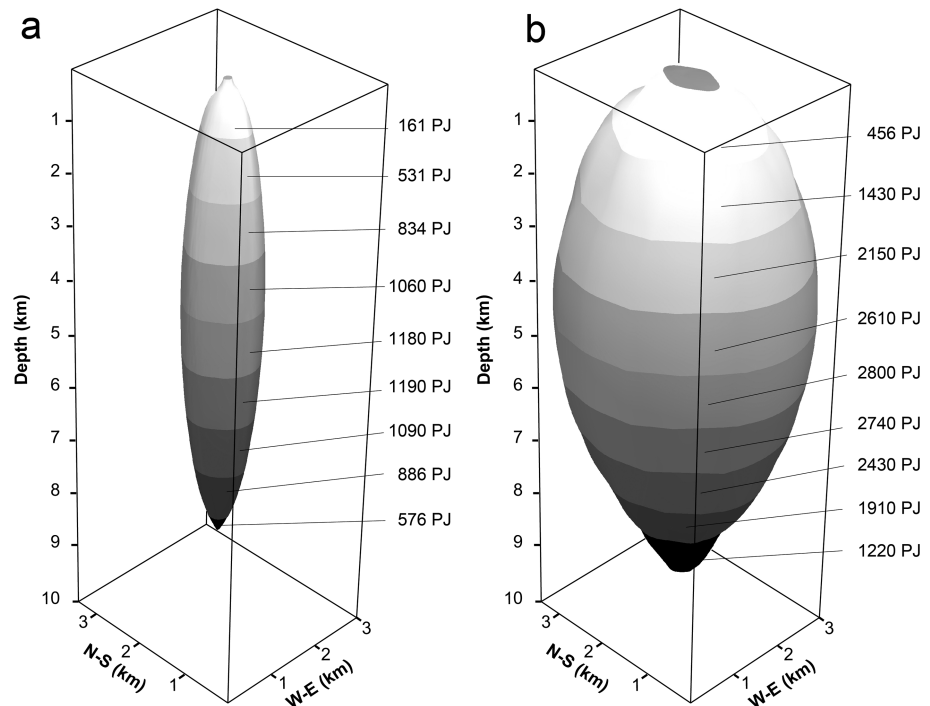 a
1
2
3
4
5
6
7
8
9
10
Depth (km)
161 PJ
531 PJ
834 PJ
1060 PJ
1180 PJ
1190 PJ
1090 PJ
886 PJ
576 PJ
3
2
1
N-S (km)
1
2
3
W-E (km)
b
1
2
3
4
5
6
7
8
9
10
Depth (km)
456 PJ
1430 PJ
2150 PJ
2610 PJ
2800 PJ
2740 PJ
2430 PJ
1910 PJ
1220 PJ
3
2
1
N-S (km)
1
2
3
W-E (km)